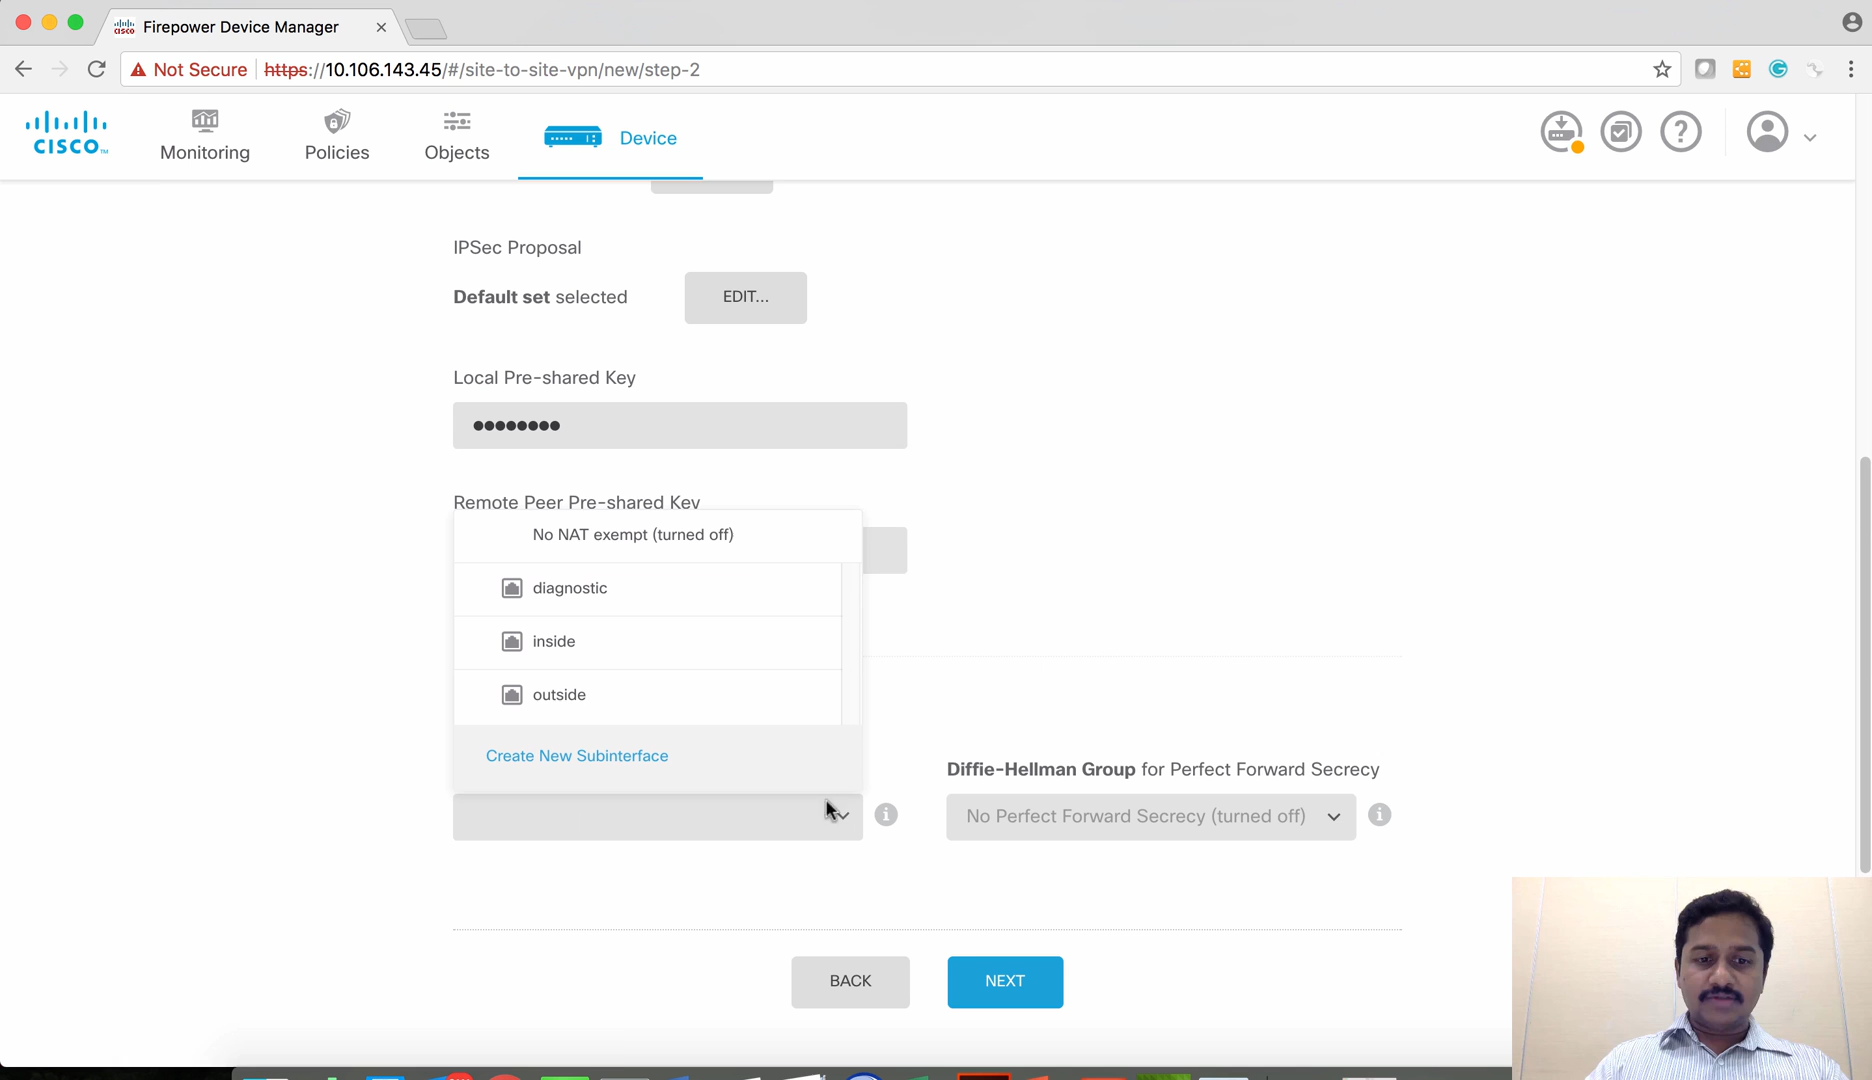 Firepower Device Manager
Not Secure https://10.106.143.45/#/site-to-site-vpn/new/step-2
CISCO
Monitoring
Policies
Objects
Device
IPSec Proposal
Default set selected
EDIT...
Local Pre-shared Key
Remote Peer Pre-shared Key
No NAT exempt (turned off)
diagnostic
inside
outside
Create New Subinterface
Diffie-Hellman Group for Perfect Forward Secrecy
No Perfect Forward Secrecy (turned off)
BACK
NEXT